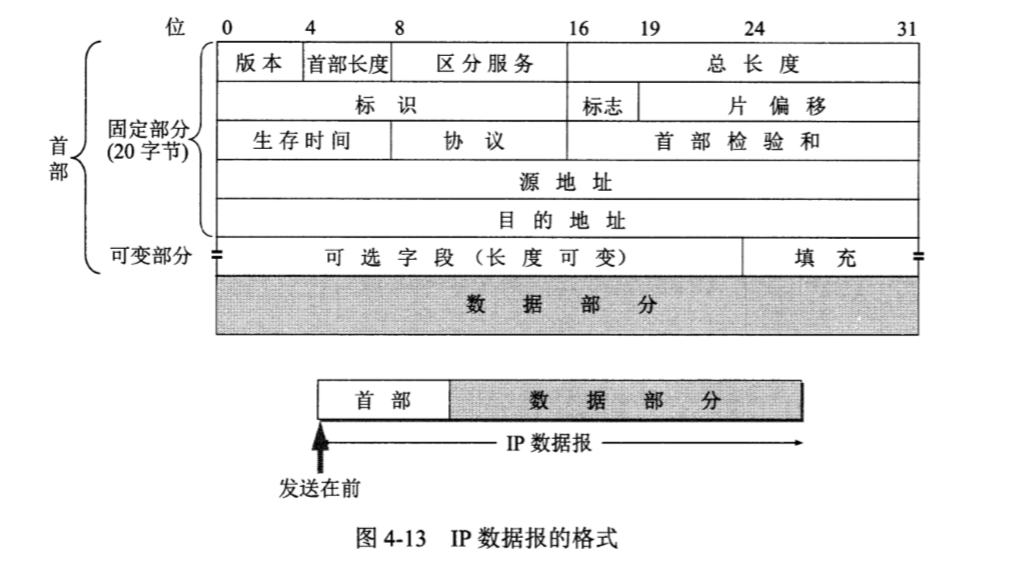 位 0 4 8 16 19 24 31
版本 首部长度 区分服务 总长度
标识 标志 片偏移
固定部分
(20字节)
生存时间 协议 首部检验和
首部
源地址
目的地址
可变部分 可选字段（长度可变） 填充
数据部分
首部 数据部分
IP 数据报
发送在前
图 4-13 IP 数据报的格式